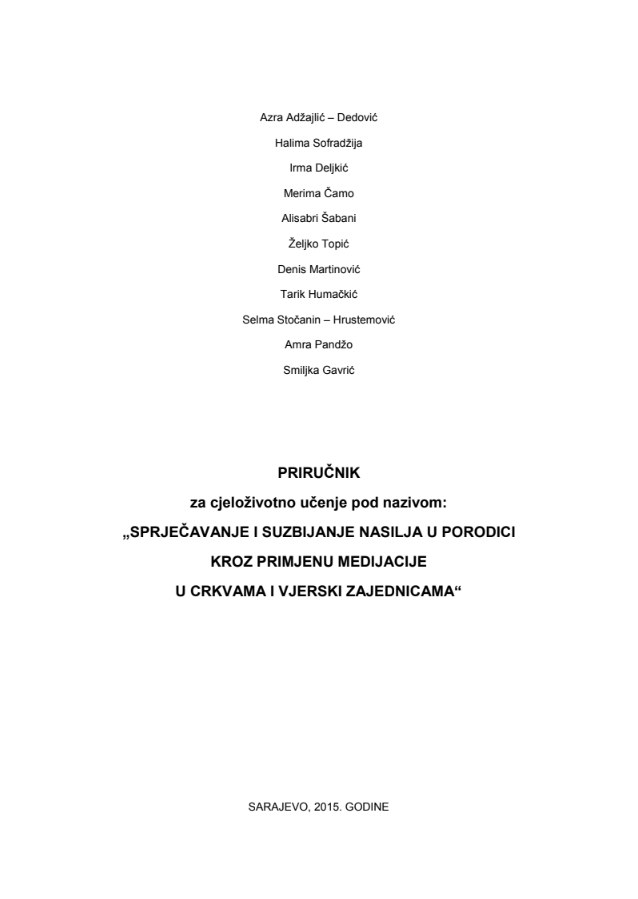 Azra Adžajlić – Dedović
Halima Sofradžija
Irma Deljkić
Merima Čamo
Alisabri Šabani
Željko Topić
Denis Martinović
Tarik Humačkić
Selma Stočanin – Hrustemović
Amra Pandžo
Smiljka Gavrić
PRIRUČNIK
za cjeloživotno učenje pod nazivom:
„SPRJEČAVANJE I SUZBIJANJE NASILJA U PORODICI
KROZ PRIMJENU MEDIJACIJE
U CRKVAMA I VJERSKI ZAJEDNICAMA“
SARAJEVO, 2015. GODINE